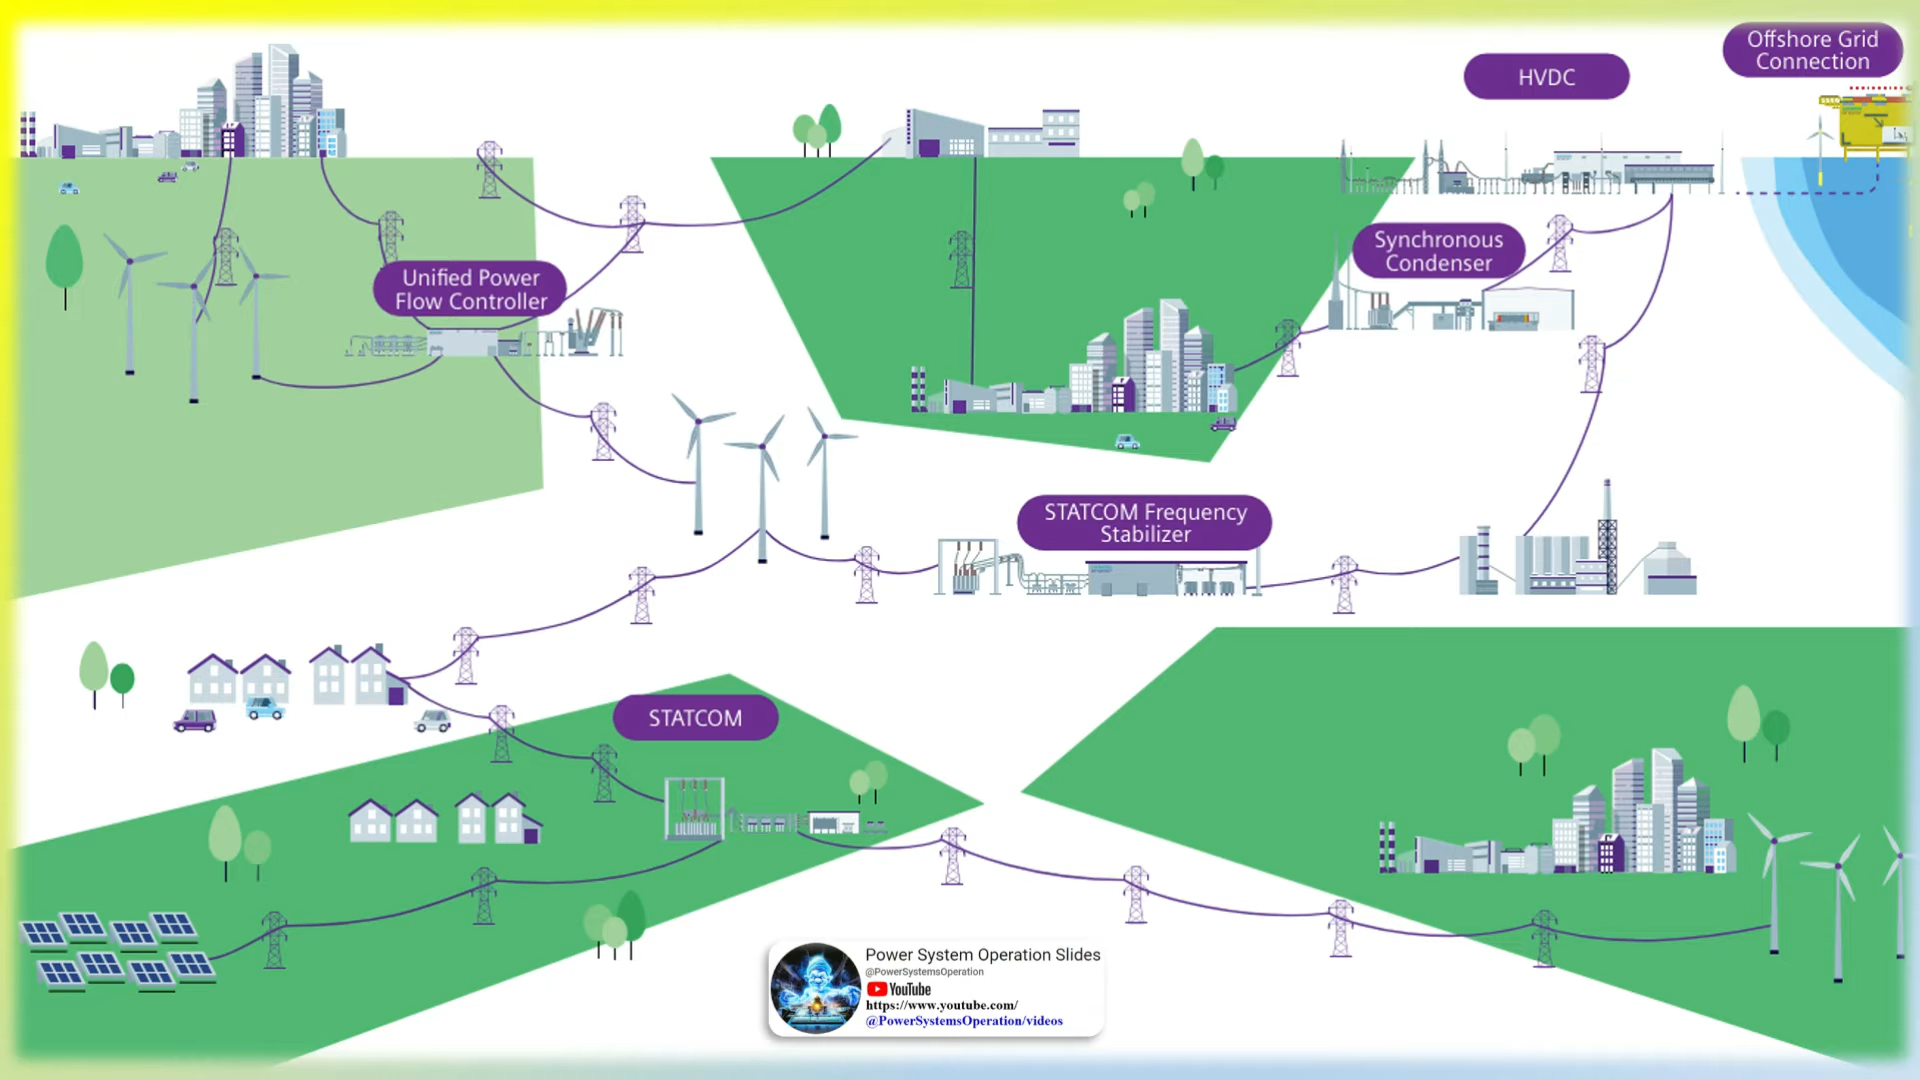 Offshore Grid
Connection
HVDC
Synchronous
Condenser
Unified Power
Flow Controller
STATCOM Frequency
Stabilizer
STATCOM
Power System Operation Slides
@PowerSystemsOperation
YouTube
https://www.youtube.com/
@PowerSystemsOperation/videos